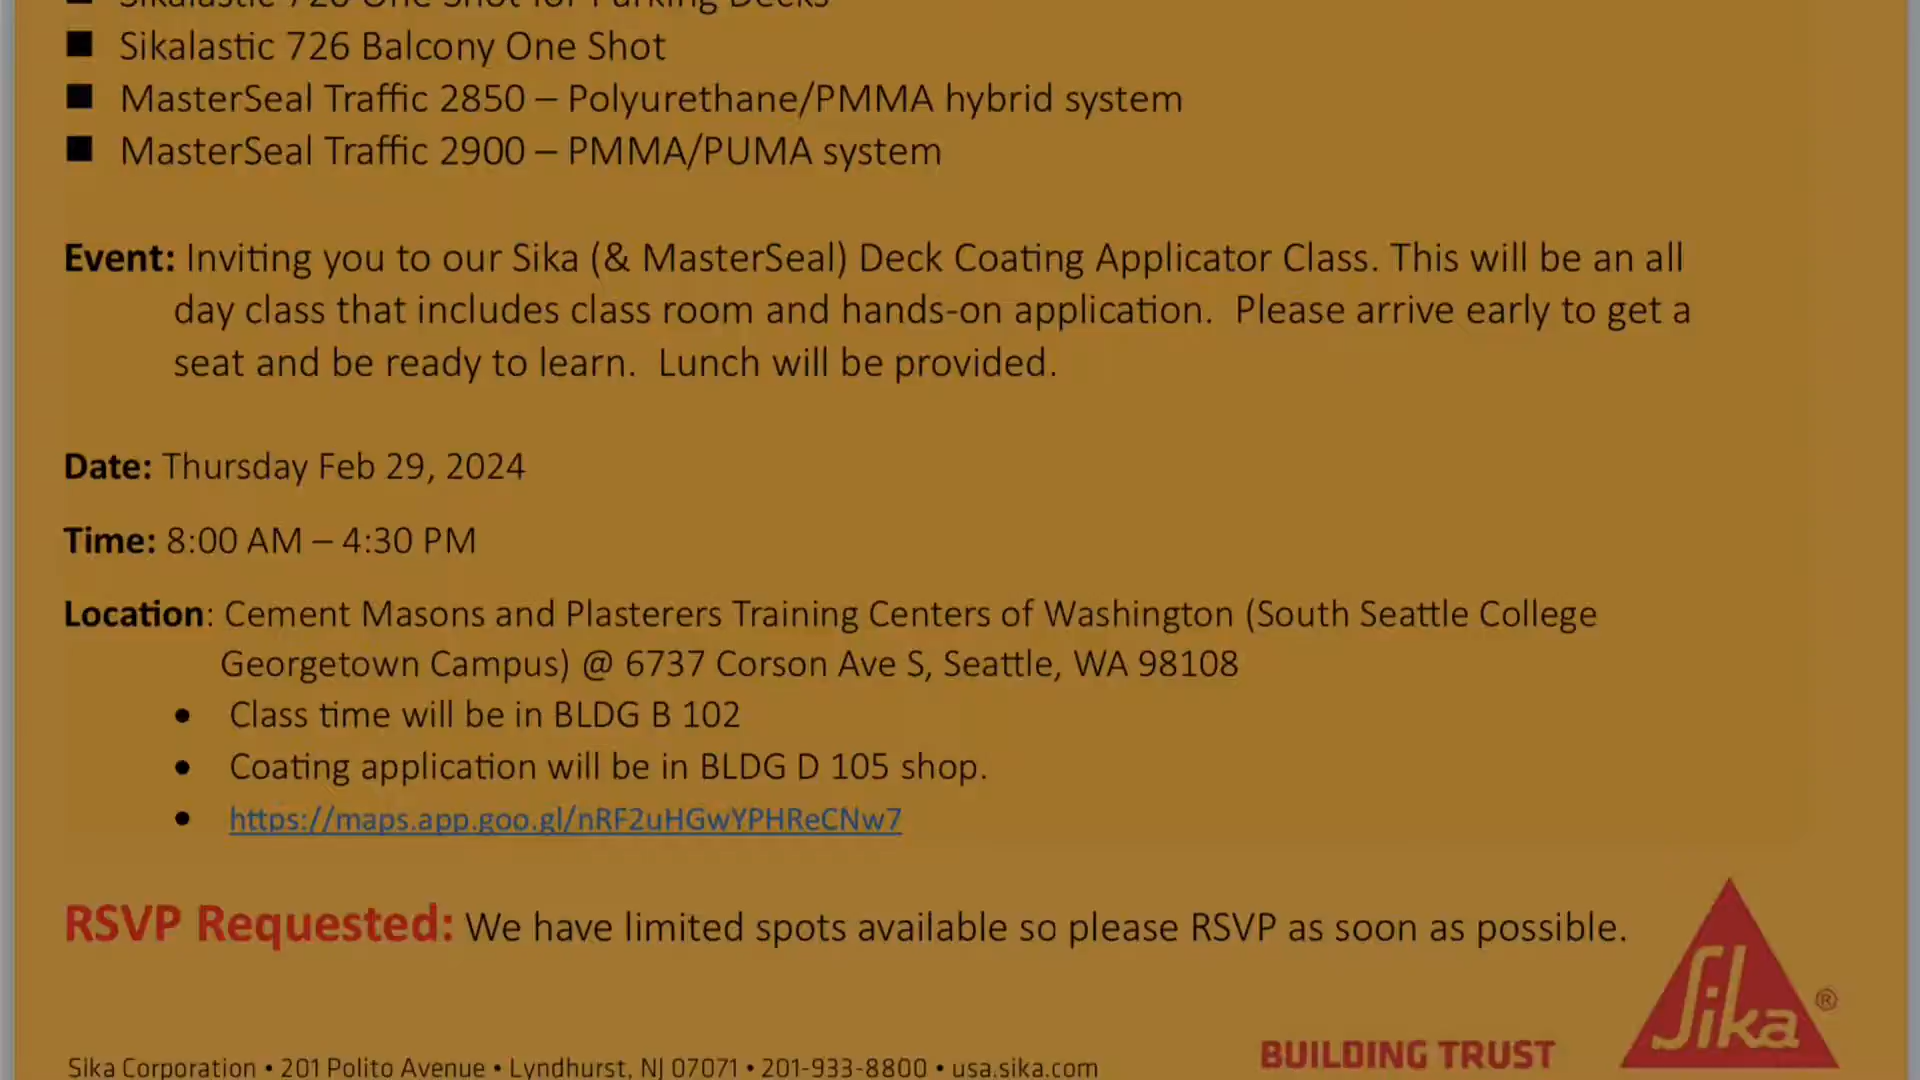 Sikalastic 720 One Shot for Parking Decks
■ Sikalastic 726 Balcony One Shot
■ MasterSeal Traffic 2850 – Polyurethane/PMMA hybrid system
■ MasterSeal Traffic 2900 – PMMA/PUMA system
Event: Inviting you to our Sika (& MasterSeal) Deck Coating Applicator Class. This will be an all
day class that includes class room and hands-on application. Please arrive early to get a
seat and be ready to learn. Lunch will be provided.
Date: Thursday Feb 29, 2024
Time: 8:00 AM – 4:30 PM
Location: Cement Masons and Plasterers Training Centers of Washington (South Seattle College
Georgetown Campus) @ 6737 Corson Ave S, Seattle, WA 98108
• Class time will be in BLDG B 102
• Coating application will be in BLDG D 105 shop.
• https://maps.app.goo.gl/nRF2uHGwYPHReCNw7
RSVP Requested: We have limited spots available so please RSVP as soon as possible.
Sika®
BUILDING TRUST
Sika Corporation • 201 Polito Avenue • Lyndhurst, NJ 07071 • 201-933-8800 • usa.sika.com